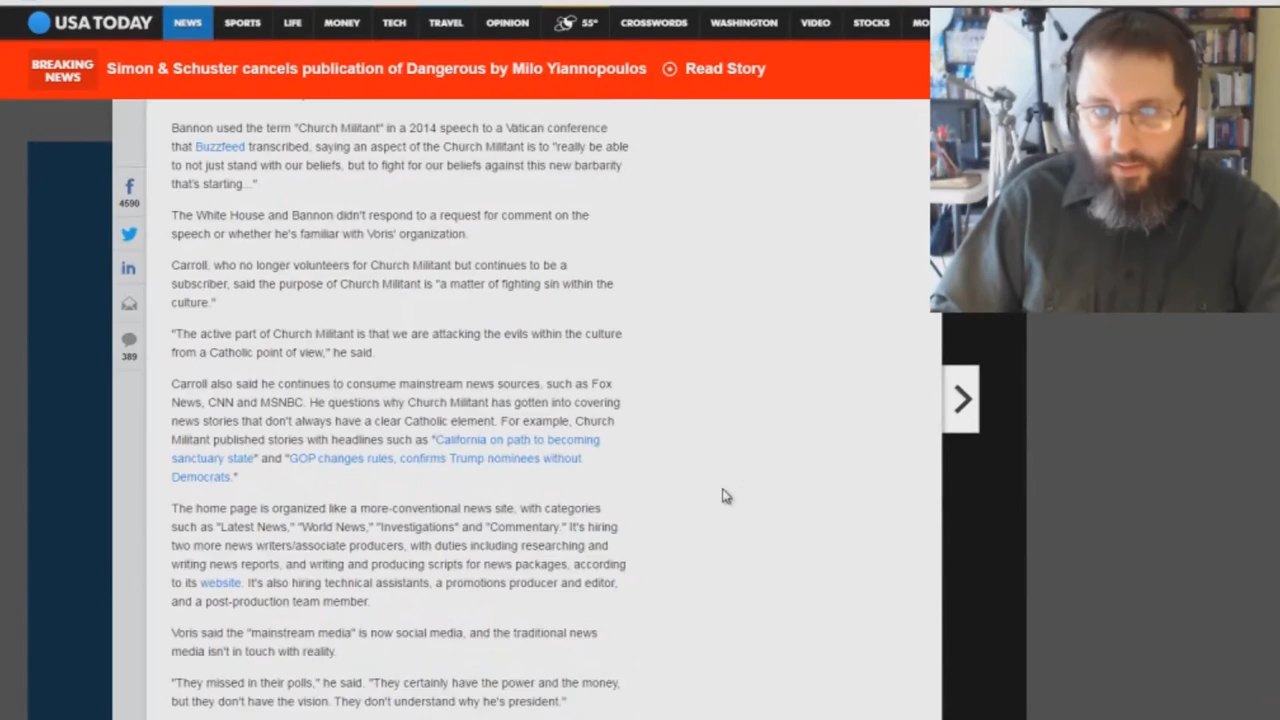 USA TODAY
NEWS
SPORTS
LIFE
MONEY
TECH
TRAVEL
OPINION
55°
CROSSWORDS
WASHINGTON
VIDEO
STOCKS
MO
BREAKING
NEWS
Simon & Schuster cancels publication of Dangerous by Milo Yiannopoulos
Read Story
Bannon used the term "Church Militant" in a 2014 speech to a Vatican conference
that Buzzfeed transcribed, saying an aspect of the Church Militant is to "really be able
to not just stand with our beliefs, but to fight for our beliefs against this new barbarity
that's starting..."
The White House and Bannon didn't respond to a request for comment on the
speech or whether he's familiar with Voris' organization.
Carroll, who no longer volunteers for Church Militant but continues to be a
subscriber, said the purpose of Church Militant is "a matter of fighting sin within the
culture."
"The active part of Church Militant is that we are attacking the evils within the culture
from a Catholic point of view," he said.
Carroll also said he continues to consume mainstream news sources, such as Fox
News, CNN and MSNBC. He questions why Church Militant has gotten into covering
news stories that don't always have a clear Catholic element. For example, Church
Militant published stories with headlines such as "California on path to becoming
sanctuary state" and "GOP changes rules, confirms Trump nominees without
Democrats."
The home page is organized like a more-conventional news site, with categories
such as "Latest News," "World News," "Investigations" and "Commentary." It's hiring
two more news writers/associate producers, with duties including researching and
writing news reports, and writing and producing scripts for news packages, according
to its website. It's also hiring technical assistants, a promotions producer and editor,
and a post-production team member.
Voris said the "mainstream media" is now social media, and the traditional news
media isn't in touch with reality.
"They missed in their polls," he said. "They certainly have the power and the money,
but they don't have the vision. They don't understand why he's president."
f
4590
in
389